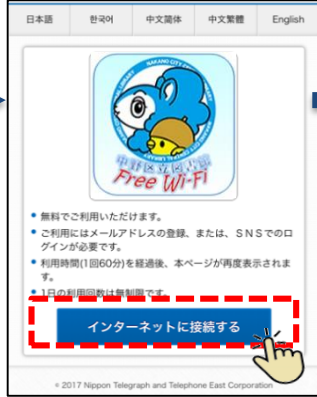 日本語 한국어 中文简体 中文繁體 English
NAKANO CITY CENTRAL LIBRARY
中野区立図書館
Free Wi-Fi
無料でご利用いただけます。
ご利用にはメールアドレスの登録、または、SNSでのロ
グインが必要です。
利用時間(1回60分)を経過後、本ページが再度表示されま
す。
1日の利用回数は無制限です。
インターネットに接続する
© 2017 Nippon Telegraph and Telephone East Corporation